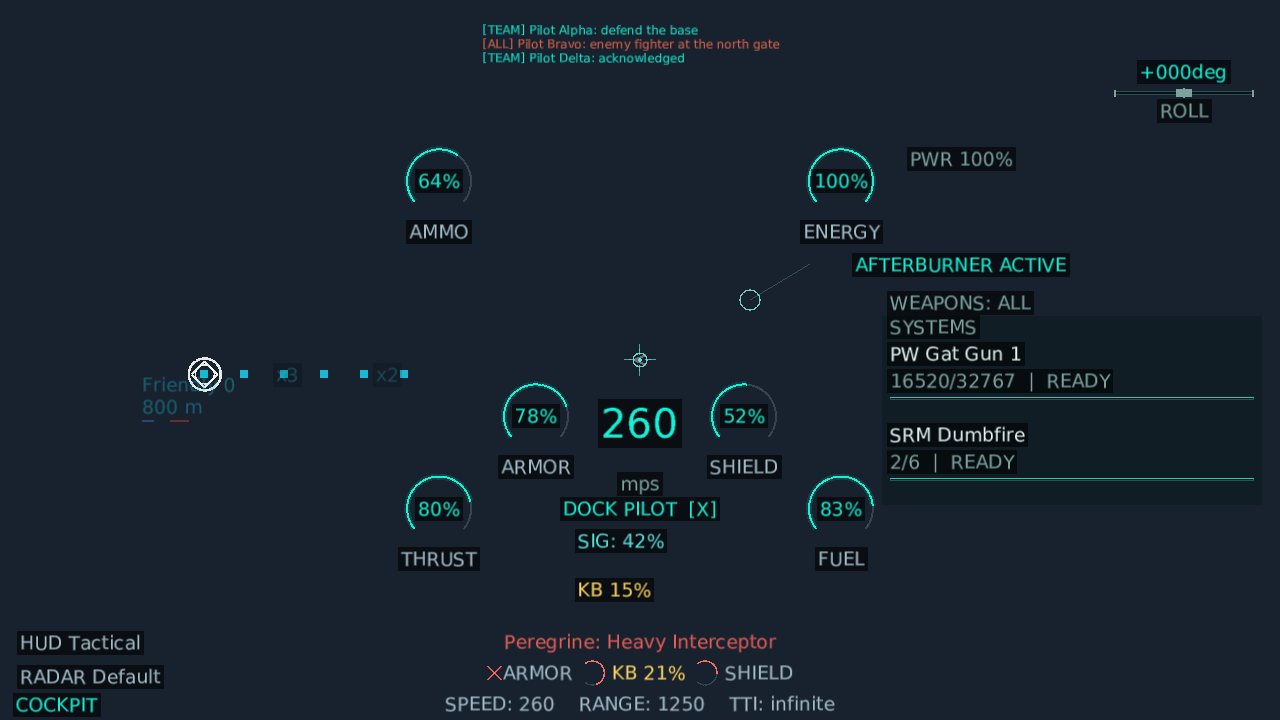 [TEAM] Pilot Alpha: defend the base
[ALL] Pilot Bravo: enemy fighter at the north gate
[TEAM] Pilot Delta: acknowledged
+000deg
ROLL
64%
AMMO
100%
ENERGY
PWR 100%
AFTERBURNER ACTIVE
WEAPONS: ALL
SYSTEMS
PW Gat Gun 1
16520/32767 | READY
SRM Dumbfire
2/6 | READY
x3
x2
0
800 m
78%
ARMOR
260
mps
52%
SHIELD
80%
THRUST
DOCK PILOT [X]
SIG: 42%
KB 15%
83%
FUEL
HUD Tactical
RADAR Default
COCKPIT
Peregrine: Heavy Interceptor
ARMOR KB 21% SHIELD
SPEED: 260 RANGE: 1250 TTI: infinite